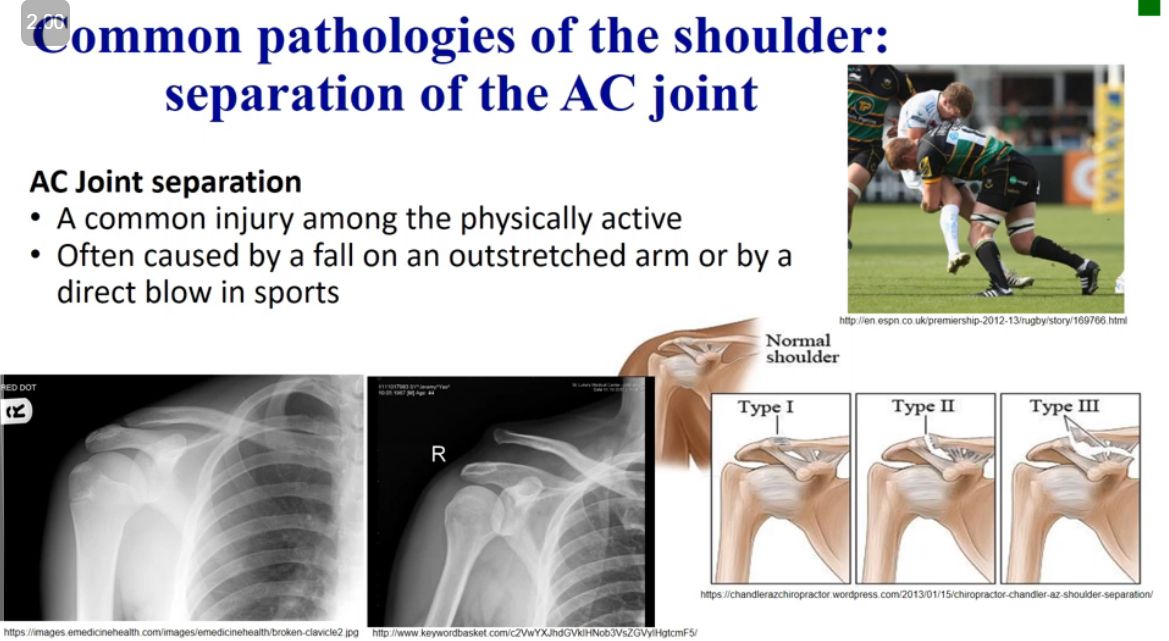 2.00
Common pathologies of the shoulder:
separation of the AC joint
AC Joint separation
• A common injury among the physically active
• Often caused by a fall on an outstretched arm or by a
direct blow in sports
http://en.espn.co.uk/premiership-2012-13/rugby/story/169766.html
Normal
shoulder
RED DOT
R
R
Type I
Type II
Type III
https://chandlerazchiropractor.wordpress.com/2013/01/15/chiropractor-chandler-az-shoulder-separation/
https://images.emedicinehealth.com/images/emedicinehealth/broken-clavicle2.jpg
http://www.keywordbasket.com/c2VwYXJhdGVkIHNob3VsZGVyIHgtcmF5/